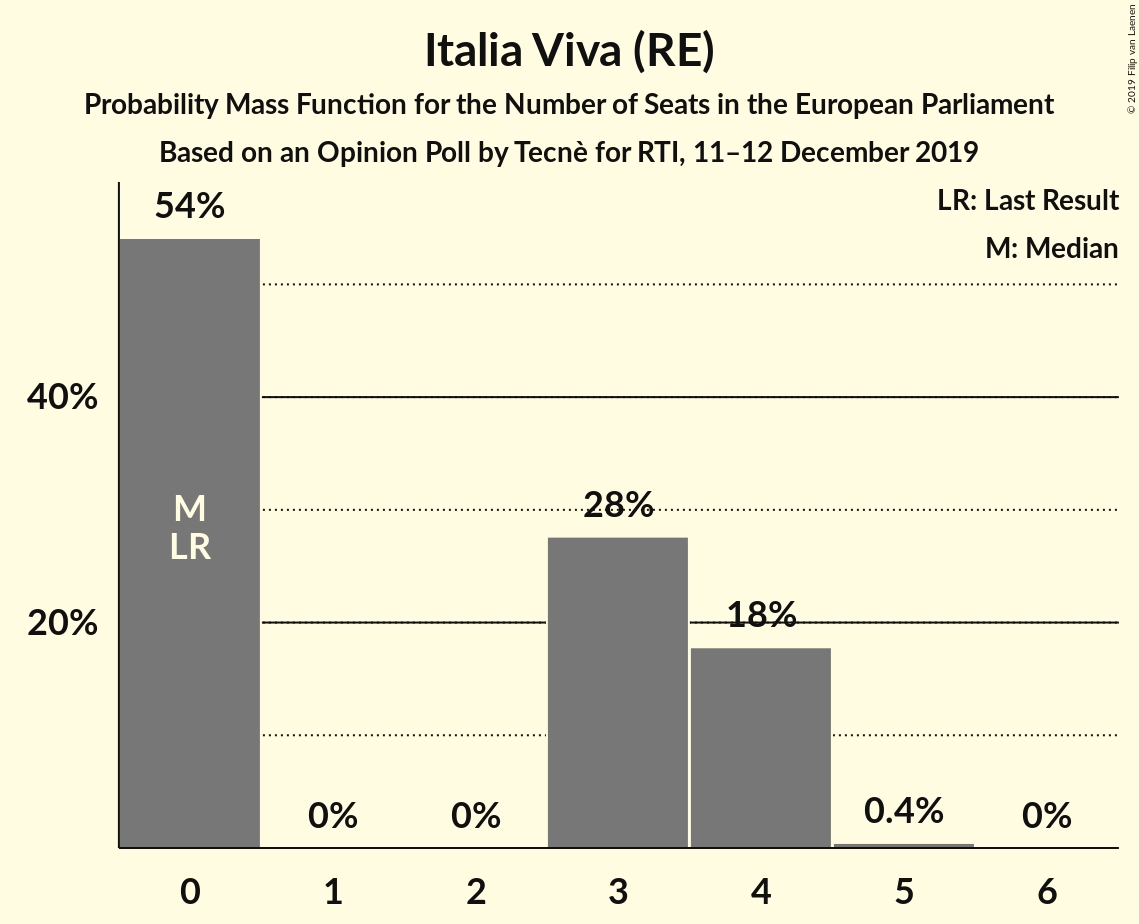 Italia Viva (RE)
Probability Mass Function for the Number of Seats in the European Parliament
Based on an Opinion Poll by Tecnè for RTI, 11–12 December 2019
© 2019 Filip van Laenen
LR: Last Result
M: Median
54%
40%
20%
M
LR
0%
0%
28%
18%
0.4%
0%
0
1
2
3
4
5
6